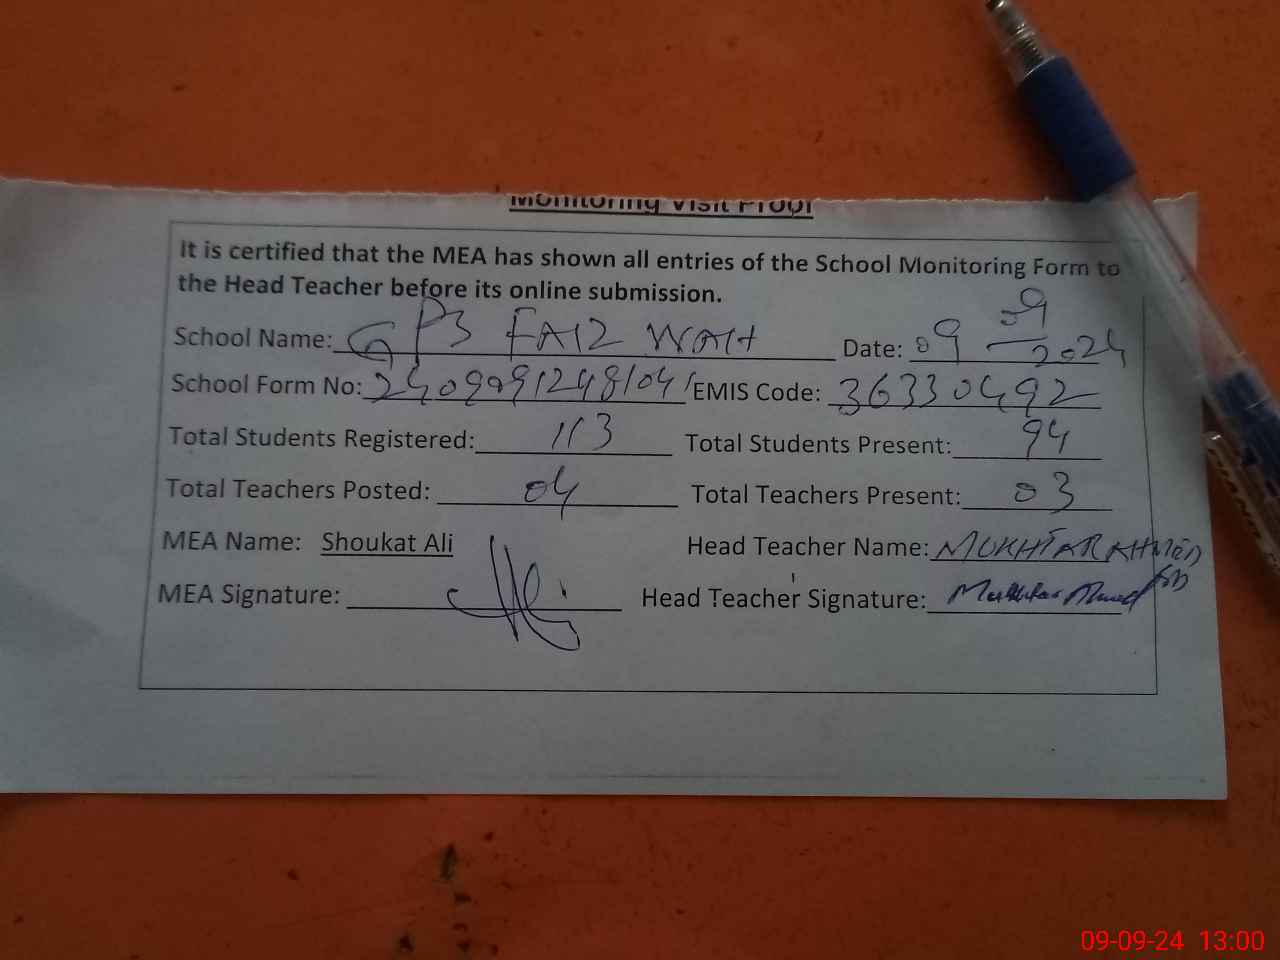 Monitoring Visit Proof
It is certified that the MEA has shown all entries of the School Monitoring Form to
the Head Teacher before its online submission.
School Name: GPS FAIZ WAH Date: 09 09 2024
School Form No: 2409091248104 EMIS Code: 36330492
Total Students Registered: 113 Total Students Present: 94
Total Teachers Posted: 04 Total Teachers Present: 03
MEA Name: Shoukat Ali Head Teacher Name: MUKHTAR AHMED
MEA Signature: Head Teacher Signature: Mukhtar Ahmed
09-09-24 13:00